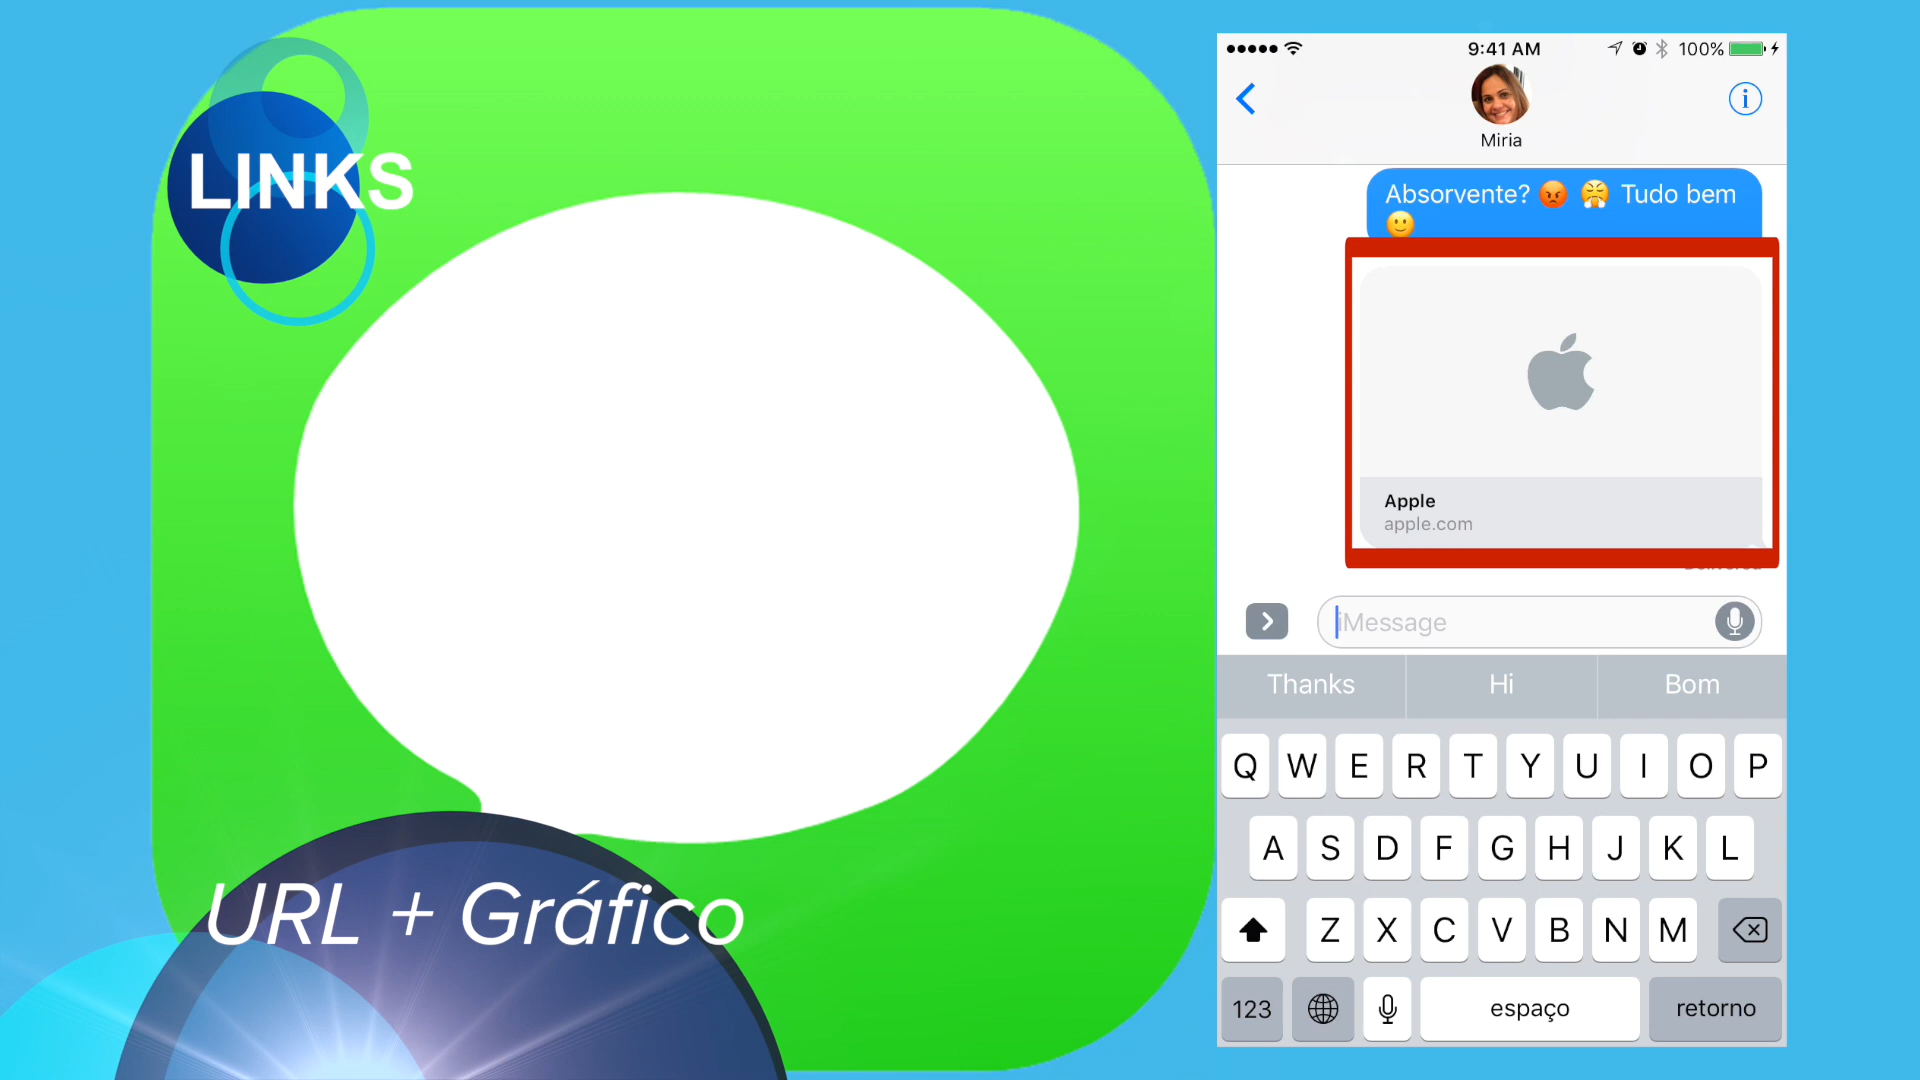 LINKS
URL + Gráfico
9:41 AM
100%
Miria
Absorvente? 😡 😤 Tudo bem
🙂
Apple
apple.com
iMessage
Thanks
Hi
Bom
Q W E R T Y U I O P
A S D F G H J K L
Z X C V B N M
123
espaço
retorno